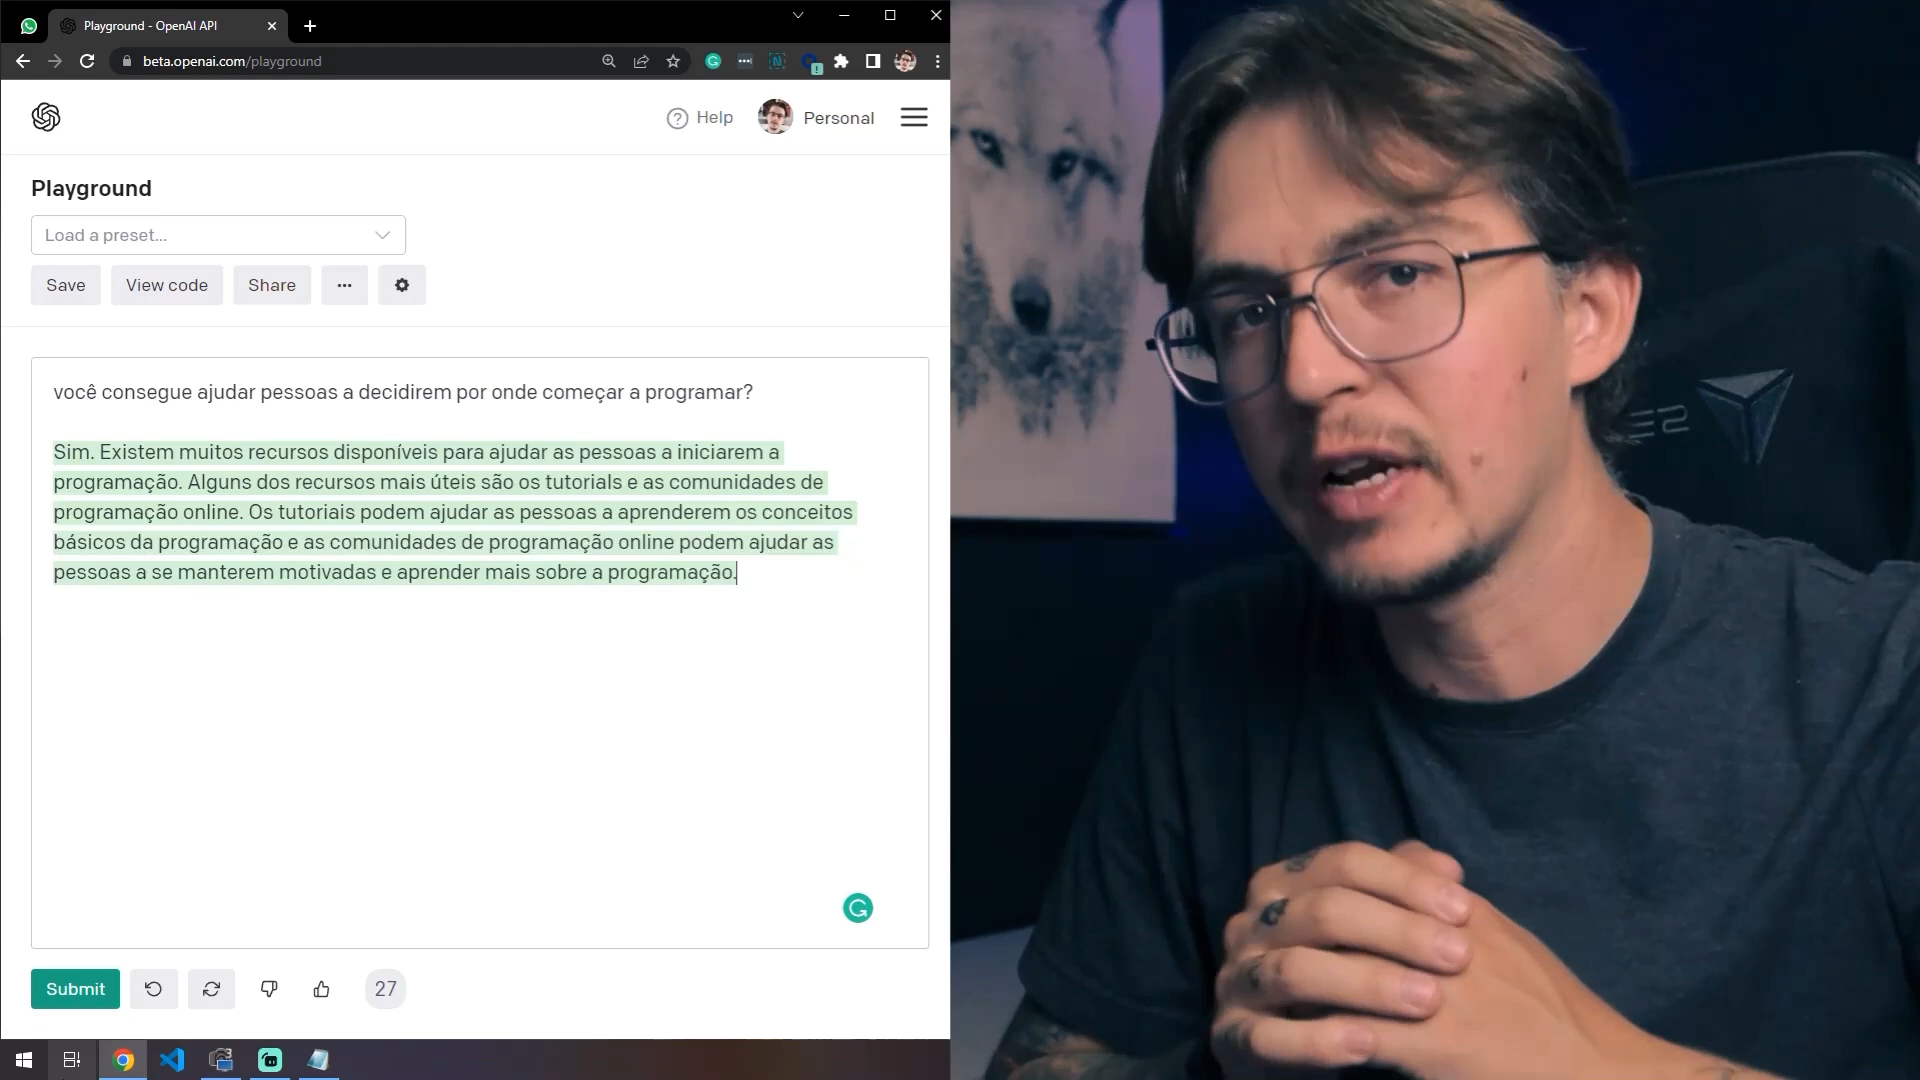 Playground - OpenAI API
beta.openai.com/playground
Help
Personal
Playground
Load a preset...
Save
View code
Share
você consegue ajudar pessoas a decidirem por onde começar a programar?
Sim. Existem muitos recursos disponíveis para ajudar as pessoas a iniciarem a
programação. Alguns dos recursos mais úteis são os tutorials e as comunidades de
programação online. Os tutoriais podem ajudar as pessoas a aprenderem os conceitos
básicos da programação e as comunidades de programação online podem ajudar as
pessoas a se manterem motivadas e aprender mais sobre a programação.
Submit
27